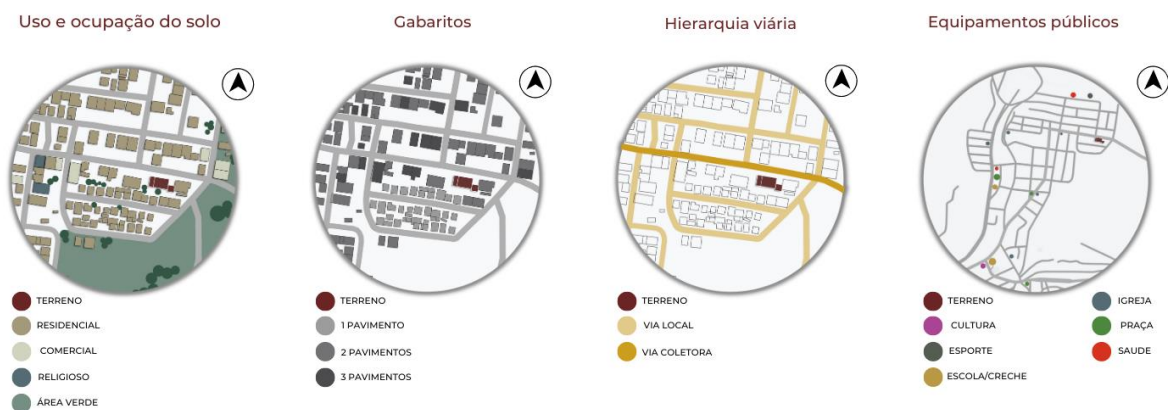 Uso e ocupação do solo
TERRENO
RESIDENCIAL
COMERCIAL
RELIGIOSO
ÁREA VERDE
Gabaritos
TERRENO
1 PAVIMENTO
2 PAVIMENTOS
3 PAVIMENTOS
Hierarquia viária
TERRENO
VIA LOCAL
VIA COLETORA
Equipamentos públicos
TERRENO
CULTURA
ESPORTE
ESCOLA/CRECHE
IGREJA
PRAÇA
SAUDE